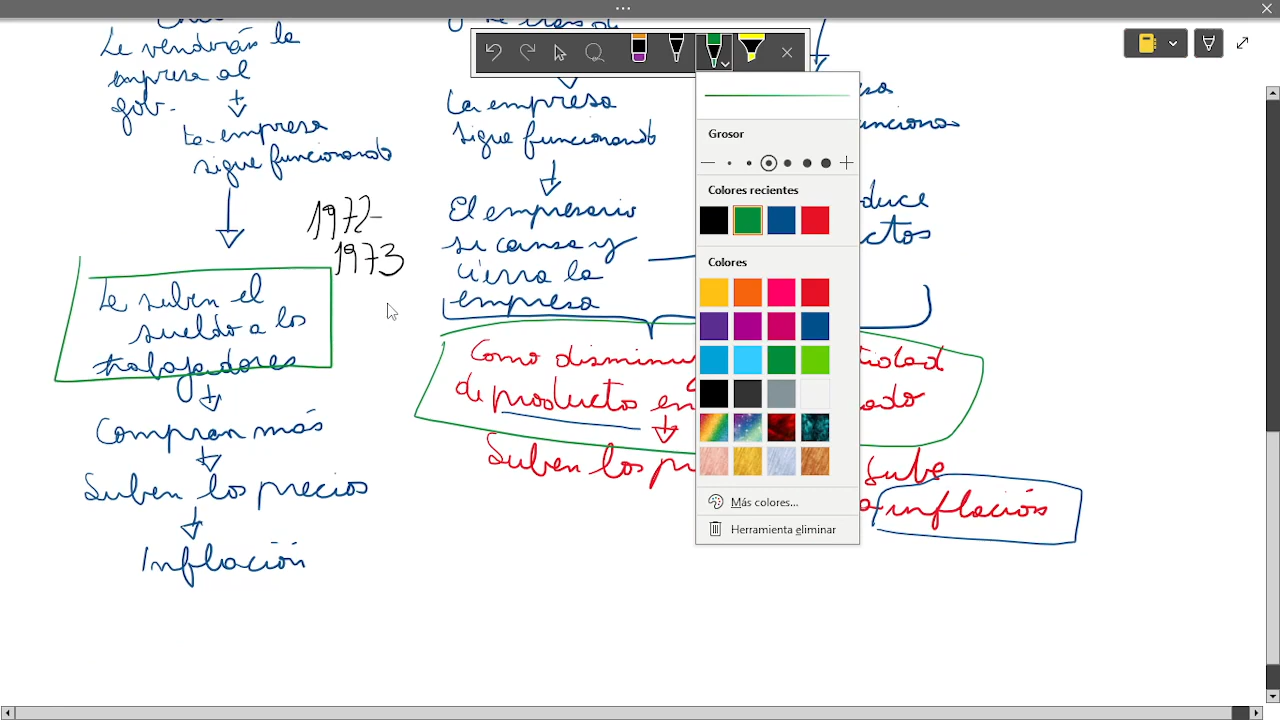 Le vendrán la
empresa al
gob.
La empresa
sigue funcionando
1972-
1973
Le suben el
sueldo a los
trabajadores
Compran más
Suben los precios
Inflación
La empresa
sigue funcionando
El empresario
se cansa y
cierra la
empresa
Como disminuy
de productos en
Suben los
sube
inflación
Grosor
Colores recientes
Colores
Más colores...
Herramienta eliminar